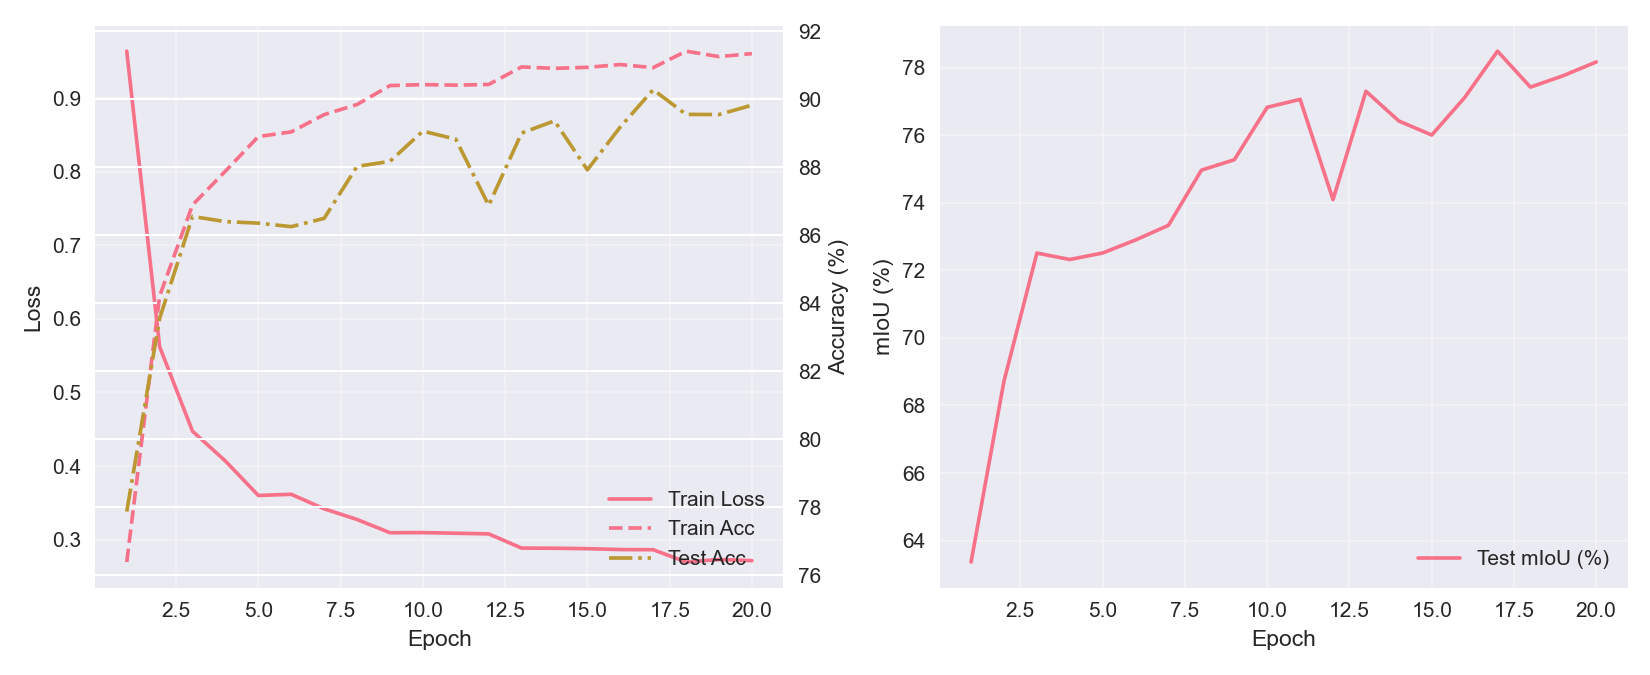 92
0.9
90
0.8
88
0.7
86
0.6
84
0.5
82
0.4
80
0.3
78
76
Loss
Accuracy (%)
Train Loss
Train Acc
Test Acc
2.5 5.0 7.5 10.0 12.5 15.0 17.5 20.0
Epoch
78
76
74
72
70
68
66
64
mIoU (%)
Test mIoU (%)
2.5 5.0 7.5 10.0 12.5 15.0 17.5 20.0
Epoch